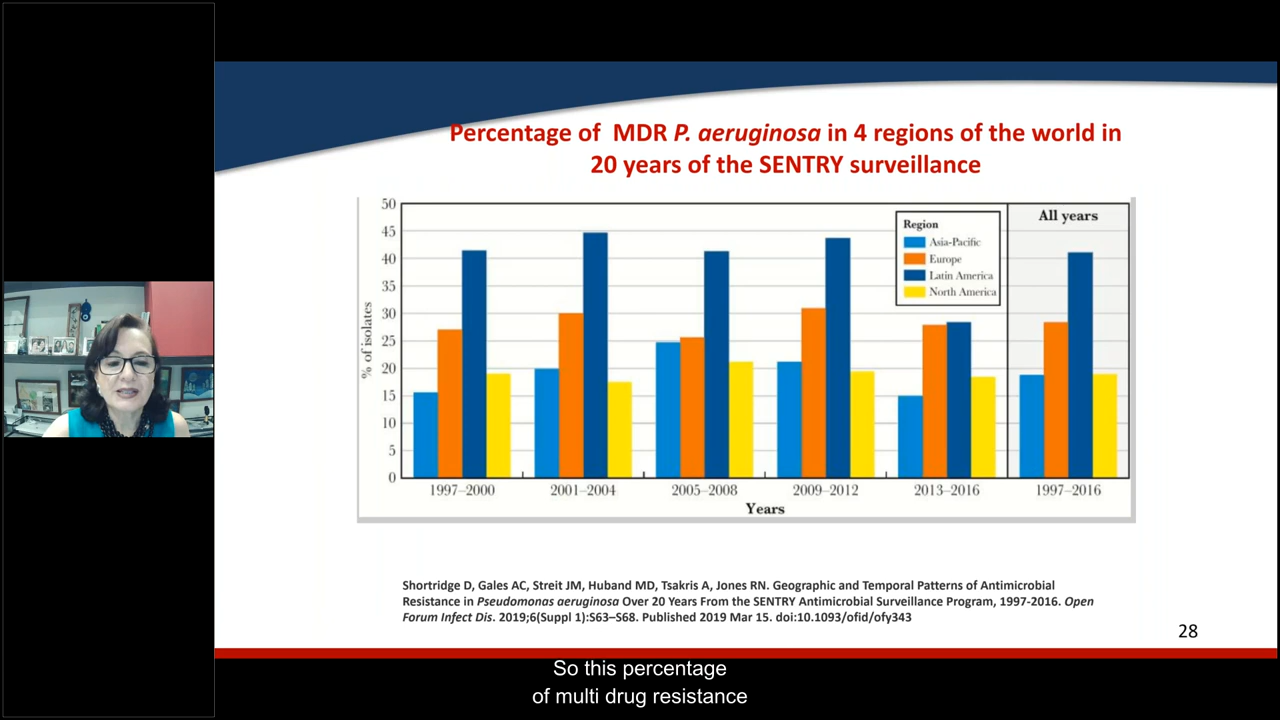 Percentage of MDR P. aeruginosa in 4 regions of the world in
20 years of the SENTRY surveillance
50
45
40
35
30
25
20
15
10
5
0
% of isolates
Region
Asia-Pacific
Europe
Latin America
North America
All years
1997–2000
2001–2004
2005–2008
2009–2012
2013–2016
1997–2016
Years
Shortridge D, Gales AC, Streit JM, Huband MD, Tsakris A, Jones RN. Geographic and Temporal Patterns of Antimicrobial
Resistance in Pseudomonas aeruginosa Over 20 Years From the SENTRY Antimicrobial Surveillance Program, 1997-2016. Open
Forum Infect Dis. 2019;6(Suppl 1):S63–S68. Published 2019 Mar 15. doi:10.1093/ofid/ofy343
28
So this percentage
of multi drug resistance